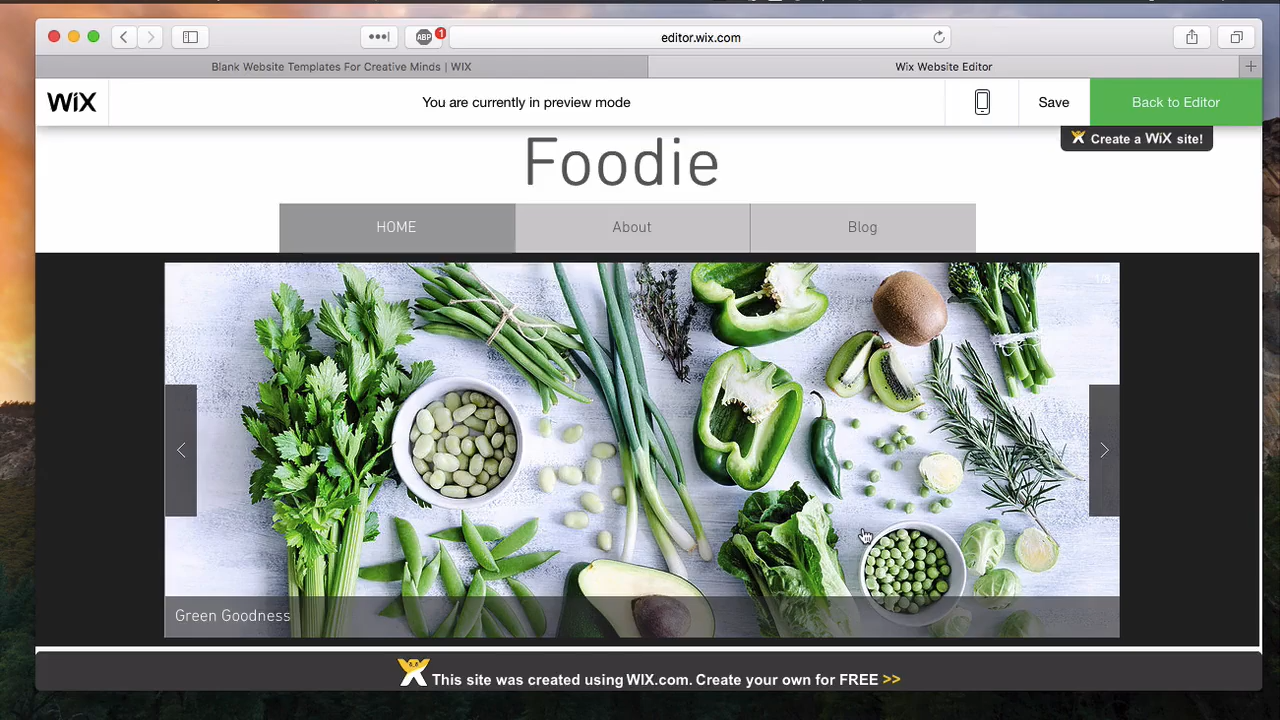 ABP 1
editor.wix.com
Blank Website Templates For Creative Minds | WIX
Wix Website Editor
WiX
You are currently in preview mode
Save
Back to Editor
Create a WiX site!
Foodie
HOME
About
Blog
Green Goodness
This site was created using WIX.com. Create your own for FREE >>